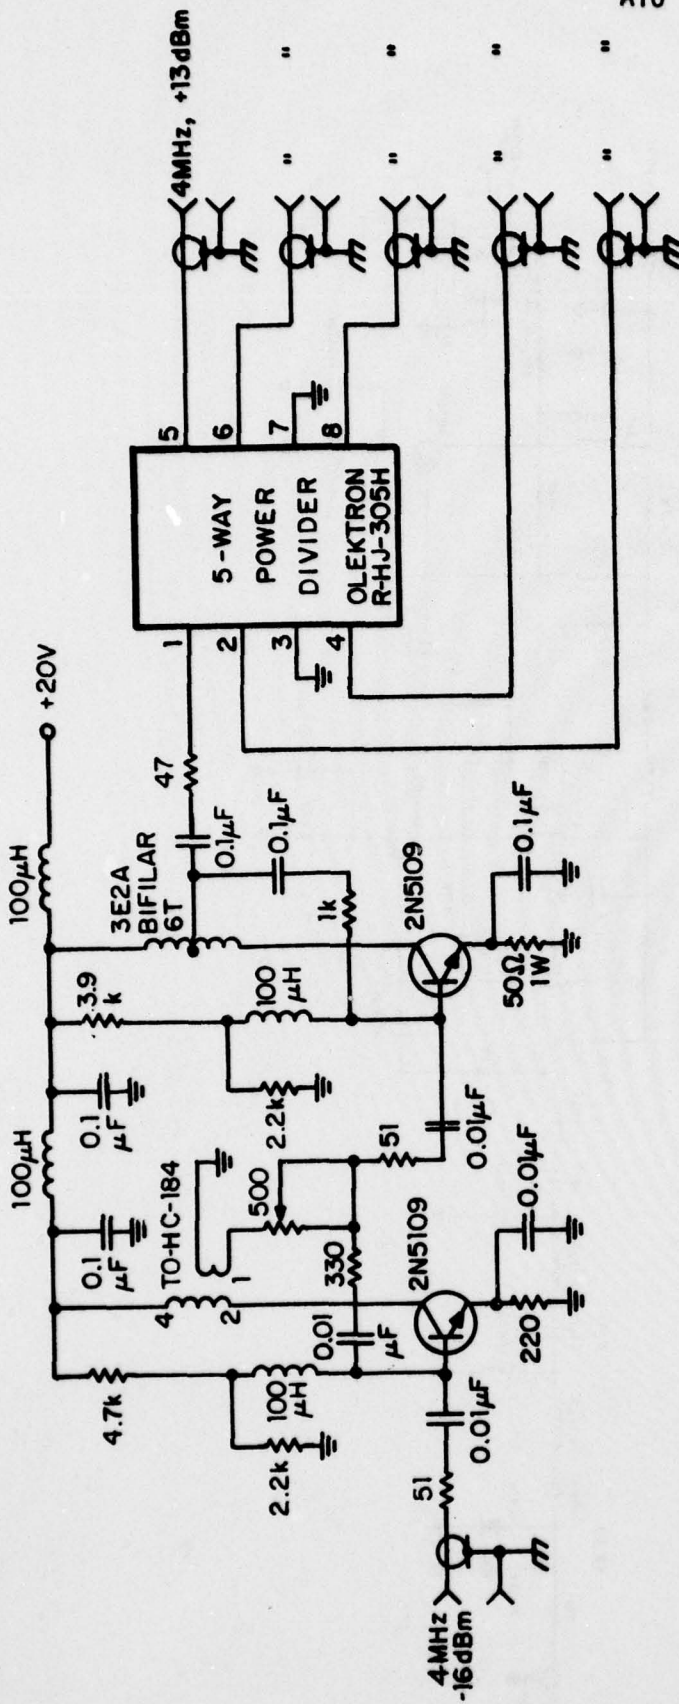 100μH
100μH
+20V
0.1
μF
0.1
μF
3.9
k
3E2A
BIFILAR
6T
47
0.1μF
0.1μF
4.7k
4
2
TO-HC-184
1
500
2.2k
100
μH
1k
2.2k
100
μH
0.01
μF
330
51
2N5109
2N5109
51
0.01μF
0.01μF
220
0.01μF
50Ω
1W
0.1μF
4MHz
-16dBm
1
2
3
4
5-WAY
POWER
DIVIDER
OLEKTRON
R-HJ-305H
5
6
7
8
4MHz, +13dBm
" "
" "
" "
" "